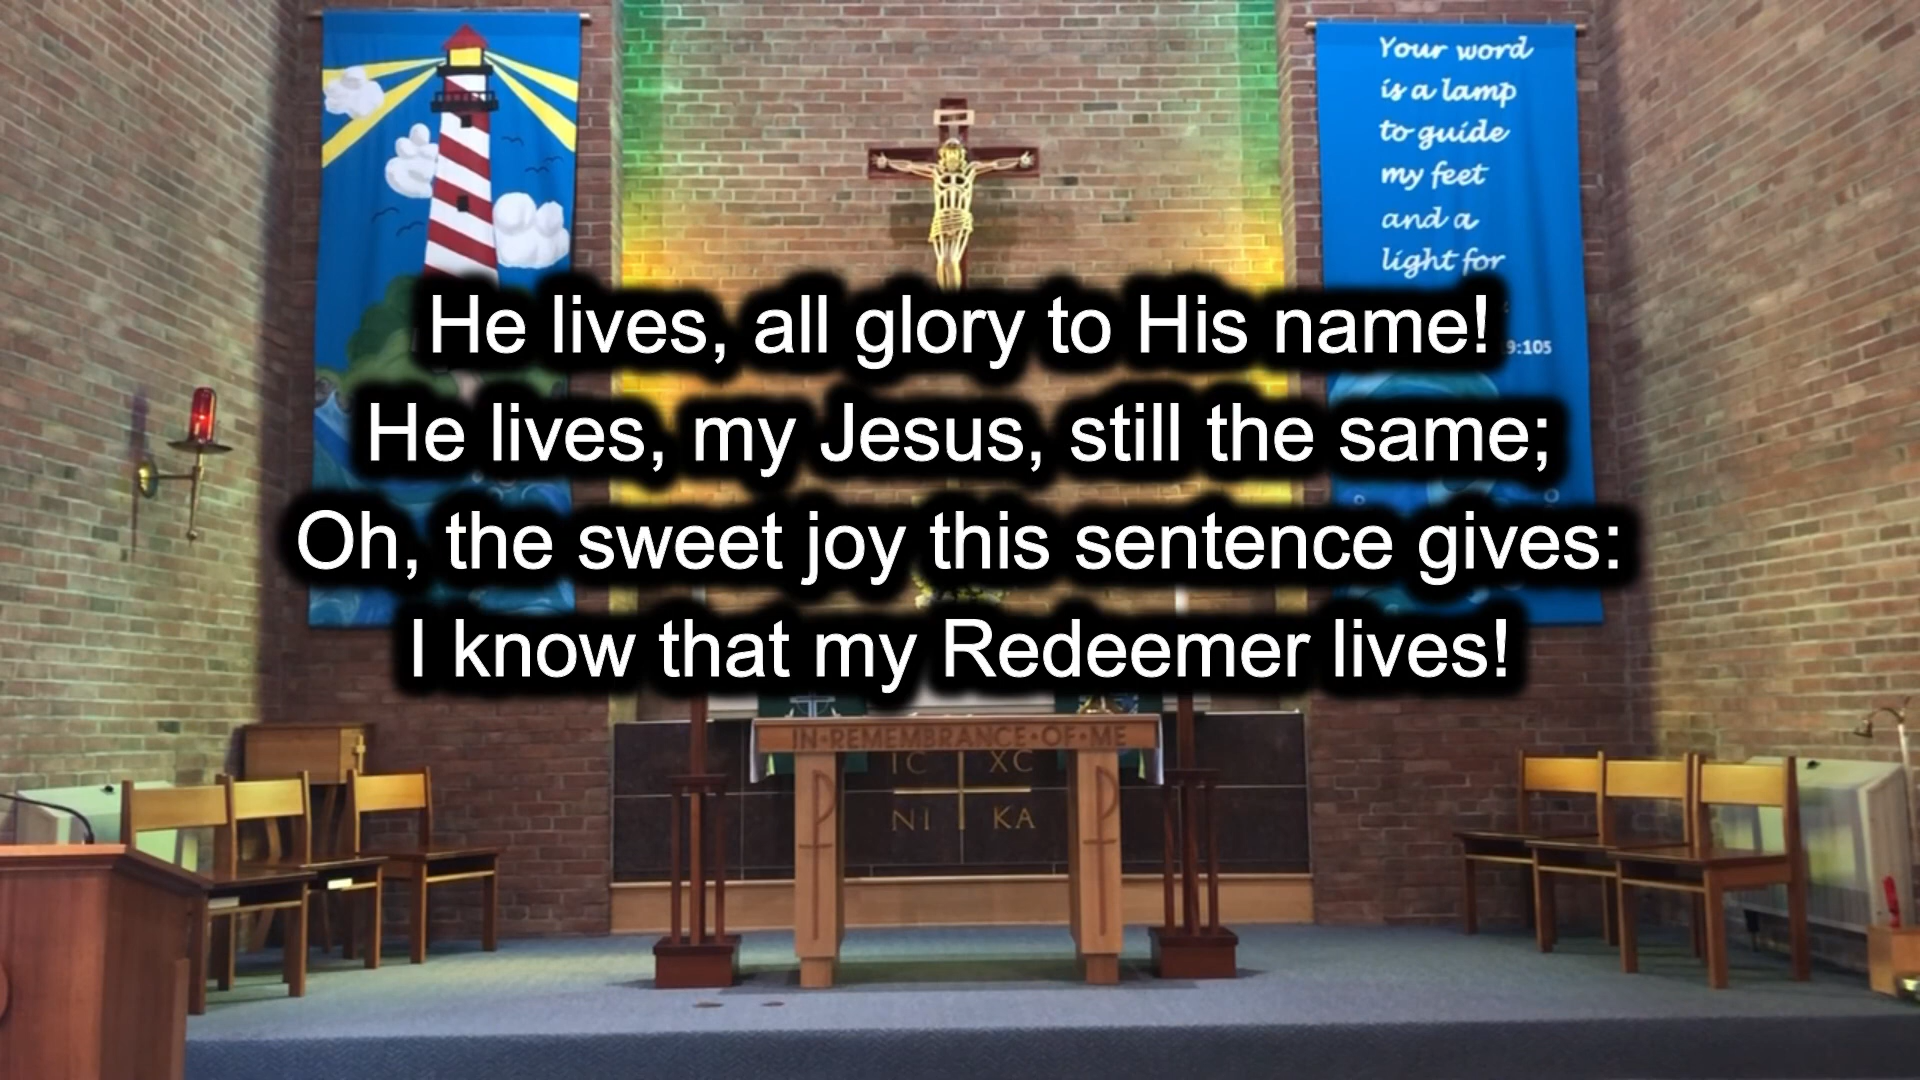 Your word
is a lamp
to guide
my feet
and a
light for
9:105
He lives, all glory to His name!
He lives, my Jesus, still the same;
Oh, the sweet joy this sentence gives:
I know that my Redeemer lives!
IN•REMEMBRANCE•OF•ME
IC XC
NI KA